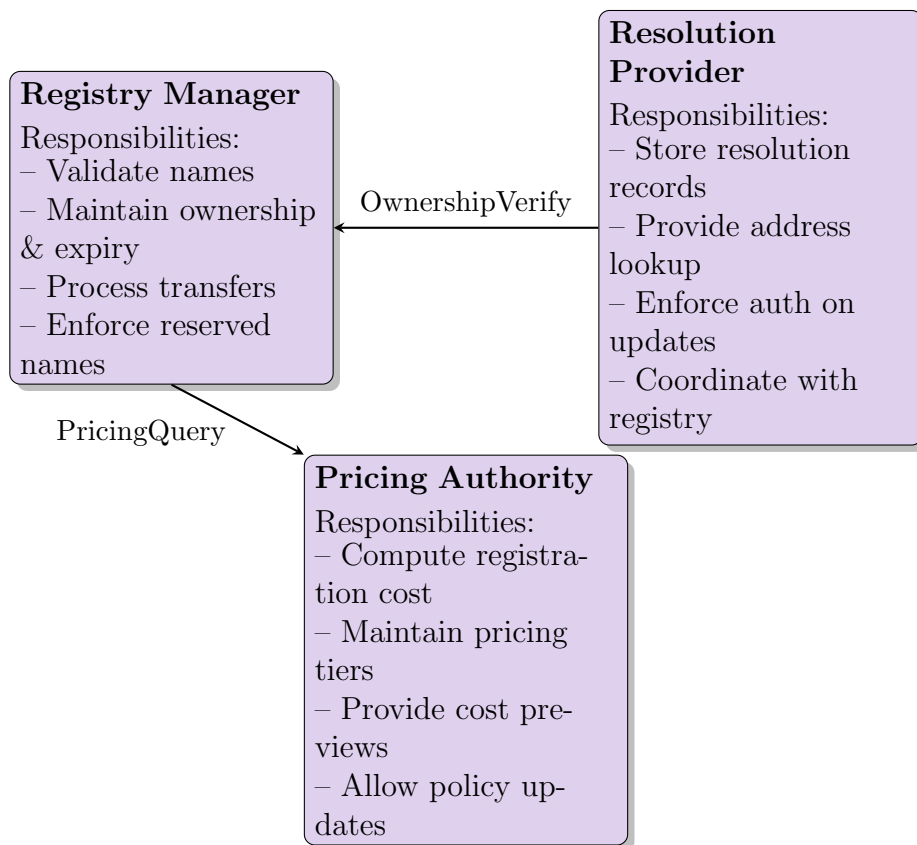 Registry Manager
Responsibilities:
– Validate names
– Maintain ownership
& expiry
– Process transfers
– Enforce reserved
names
OwnershipVerify
Resolution
Provider
Responsibilities:
– Store resolution
records
– Provide address
lookup
– Enforce auth on
updates
– Coordinate with
registry
PricingQuery
Pricing Authority
Responsibilities:
– Compute registra-
tion cost
– Maintain pricing
tiers
– Provide cost pre-
views
– Allow policy up-
dates